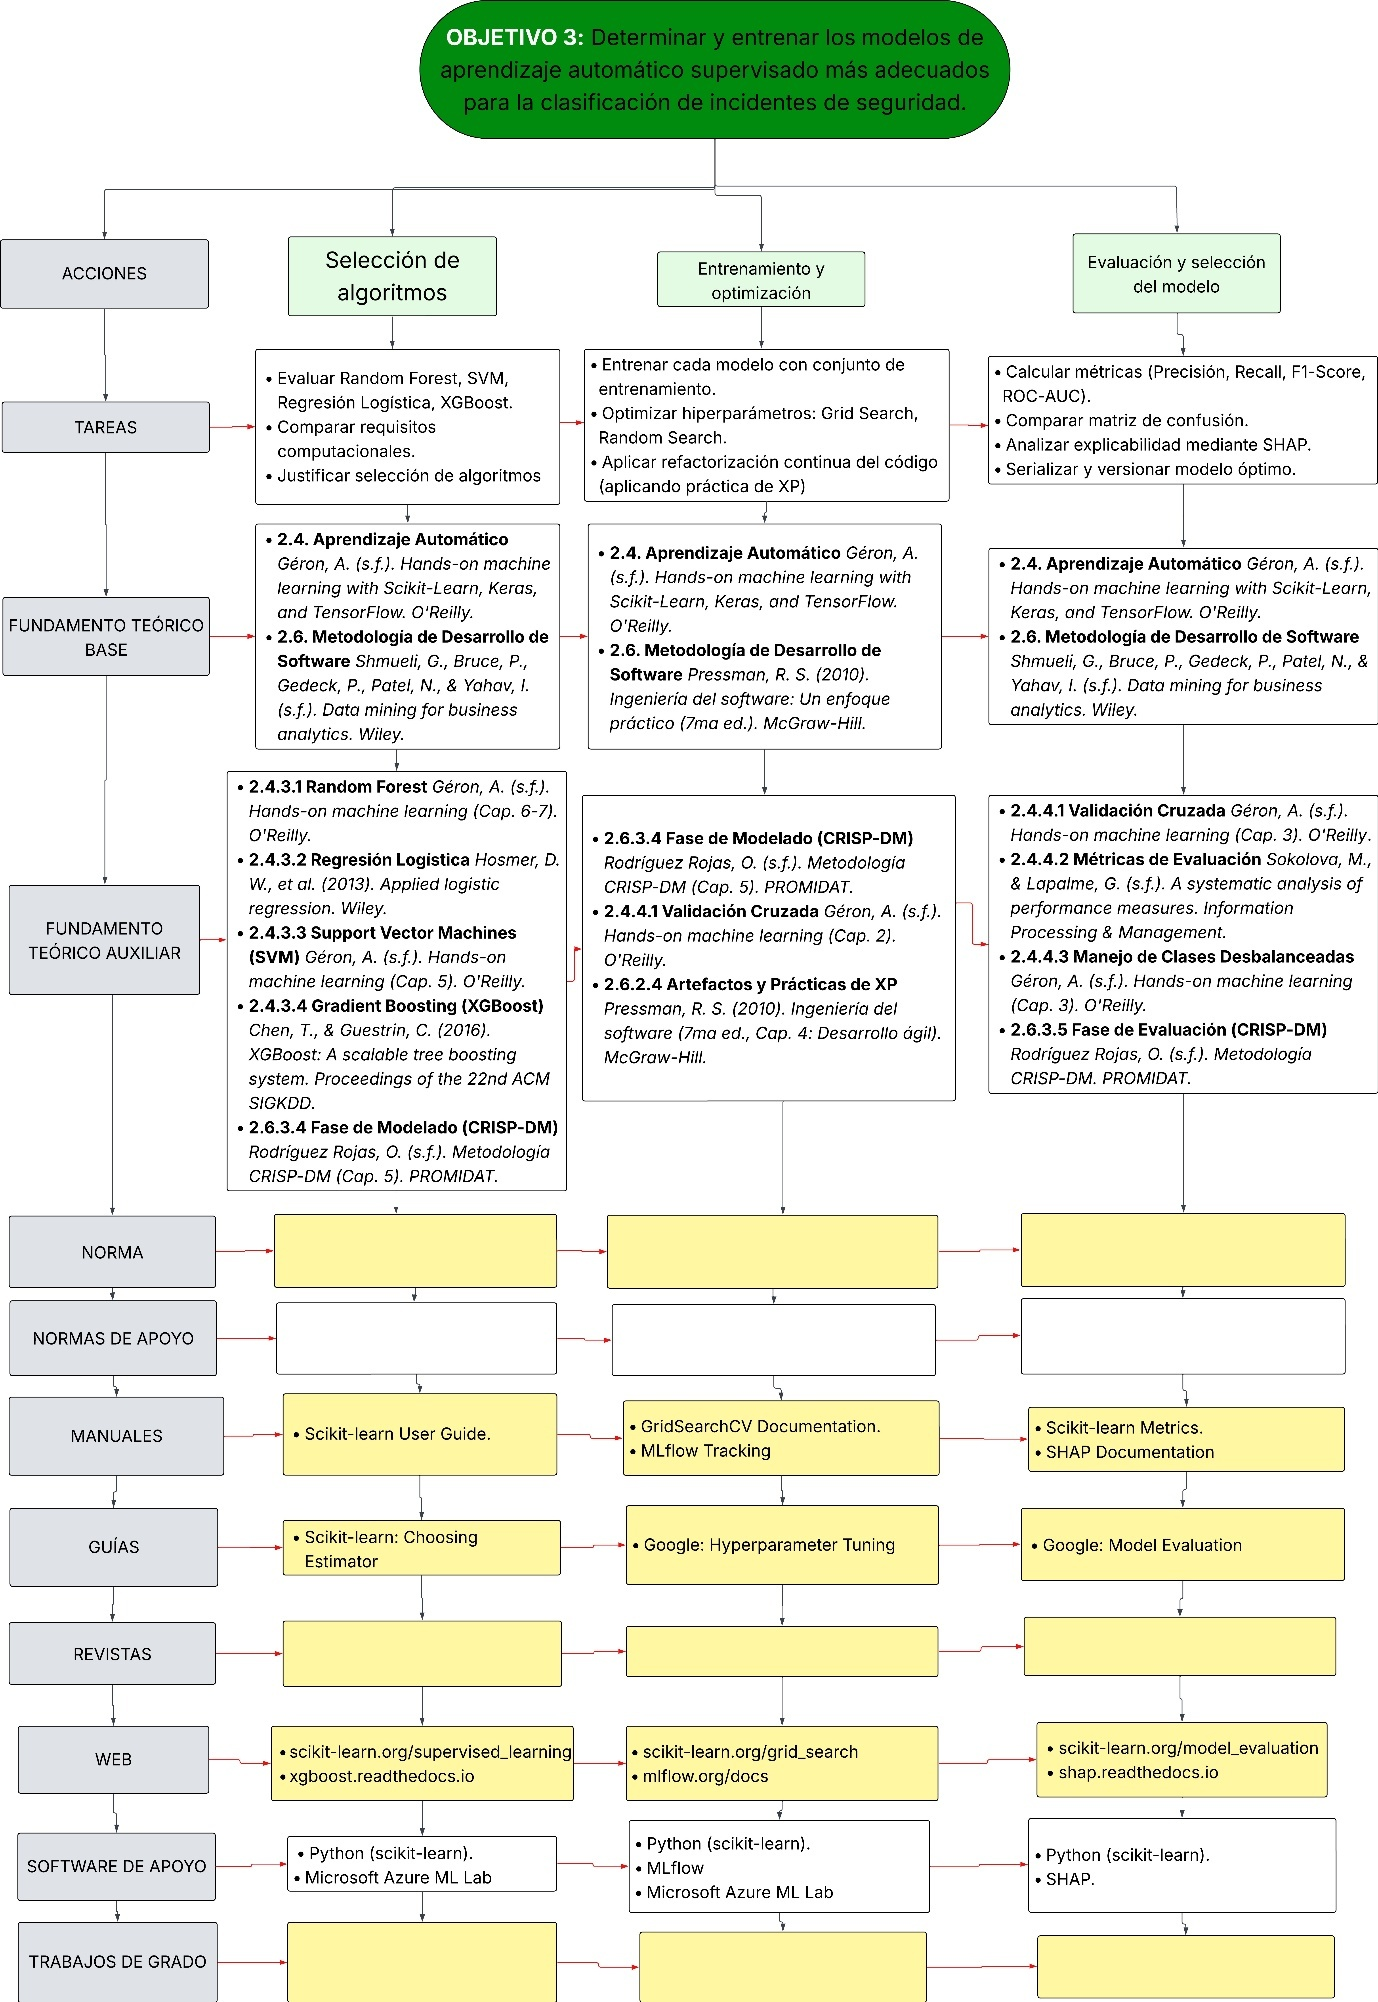 OBJETIVO 3: Determinar y entrenar los modelos de
aprendizaje automático supervisado más adecuados
para la clasificación de incidentes de seguridad.
ACCIONES
Selección de
algoritmos
Entrenamiento y
optimización
Evaluación y selección
del modelo
TAREAS
• Evaluar Random Forest, SVM,
Regresión Logística, XGBoost.
• Comparar requisitos
computacionales.
• Justificar selección de algoritmos
• Entrenar cada modelo con conjunto de
entrenamiento.
• Optimizar hiperparámetros: Grid Search,
Random Search.
• Aplicar refactorización continua del código
(aplicando práctica de XP)
• Calcular métricas (Precisión, Recall, F1-Score,
ROC-AUC).
• Comparar matriz de confusión.
• Analizar explicabilidad mediante SHAP.
• Serializar y versionar modelo óptimo.
FUNDAMENTO TEÓRICO
BASE
• 2.4. Aprendizaje Automático
Géron, A. (s.f.). Hands-on machine
learning with Scikit-Learn, Keras,
and TensorFlow. O'Reilly.
• 2.6. Metodología de Desarrollo de
Software Shmueli, G., Bruce, P.,
Gedeck, P., Patel, N., & Yahav, I.
(s.f.). Data mining for business
analytics. Wiley.
• 2.4. Aprendizaje Automático Géron, A.
(s.f.). Hands-on machine learning with
Scikit-Learn, Keras, and TensorFlow.
O'Reilly.
• 2.6. Metodología de Desarrollo de
Software Pressman, R. S. (2010).
Ingeniería del software: Un enfoque
práctico (7ma ed.). McGraw-Hill.
• 2.4. Aprendizaje Automático Géron, A. (s.f.).
Hands-on machine learning with Scikit-Learn,
Keras, and TensorFlow. O'Reilly.
• 2.6. Metodología de Desarrollo de Software
Shmueli, G., Bruce, P., Gedeck, P., Patel, N., &
Yahav, I. (s.f.). Data mining for business
analytics. Wiley.
FUNDAMENTO
TEÓRICO AUXILIAR
• 2.4.3.1 Random Forest Géron, A. (s.f.).
Hands-on machine learning (Cap. 6-7).
O'Reilly.
• 2.4.3.2 Regresión Logística Hosmer, D.
W., et al. (2013). Applied logistic
regression. Wiley.
• 2.4.3.3 Support Vector Machines
(SVM) Géron, A. (s.f.). Hands-on
machine learning (Cap. 5). O'Reilly.
• 2.4.3.4 Gradient Boosting (XGBoost)
Chen, T., & Guestrin, C. (2016).
XGBoost: A scalable tree boosting
system. Proceedings of the 22nd ACM
SIGKDD.
• 2.6.3.4 Fase de Modelado (CRISP-DM)
Rodríguez Rojas, O. (s.f.). Metodología
CRISP-DM (Cap. 5). PROMIDAT.
• 2.6.3.4 Fase de Modelado (CRISP-DM)
Rodríguez Rojas, O. (s.f.). Metodología
CRISP-DM (Cap. 5). PROMIDAT.
• 2.4.4.1 Validación Cruzada Géron, A. (s.f.).
Hands-on machine learning (Cap. 2).
O'Reilly.
• 2.6.2.4 Artefactos y Prácticas de XP
Pressman, R. S. (2010). Ingeniería del
software (7ma ed., Cap. 4: Desarrollo ágil).
McGraw-Hill.
• 2.4.4.1 Validación Cruzada Géron, A. (s.f.).
Hands-on machine learning (Cap. 3). O'Reilly.
• 2.4.4.2 Métricas de Evaluación Sokolova, M.,
& Lapalme, G. (s.f.). A systematic analysis of
performance measures. Information
Processing & Management.
• 2.4.4.3 Manejo de Clases Desbalanceadas
Géron, A. (s.f.). Hands-on machine learning
(Cap. 3). O'Reilly.
• 2.6.3.5 Fase de Evaluación (CRISP-DM)
Rodríguez Rojas, O. (s.f.). Metodología
CRISP-DM. PROMIDAT.
NORMA
NORMAS DE APOYO
MANUALES
• Scikit-learn User Guide.
• GridSearchCV Documentation.
• MLflow Tracking
• Scikit-learn Metrics.
• SHAP Documentation
GUÍAS
• Scikit-learn: Choosing
Estimator
• Google: Hyperparameter Tuning
• Google: Model Evaluation
REVISTAS
WEB
• scikit-learn.org/supervised_learning
• xgboost.readthedocs.io
• scikit-learn.org/grid_search
• mlflow.org/docs
• scikit-learn.org/model_evaluation
• shap.readthedocs.io
SOFTWARE DE APOYO
• Python (scikit-learn).
• Microsoft Azure ML Lab
• Python (scikit-learn).
• MLflow
• Microsoft Azure ML Lab
• Python (scikit-learn).
• SHAP.
TRABAJOS DE GRADO